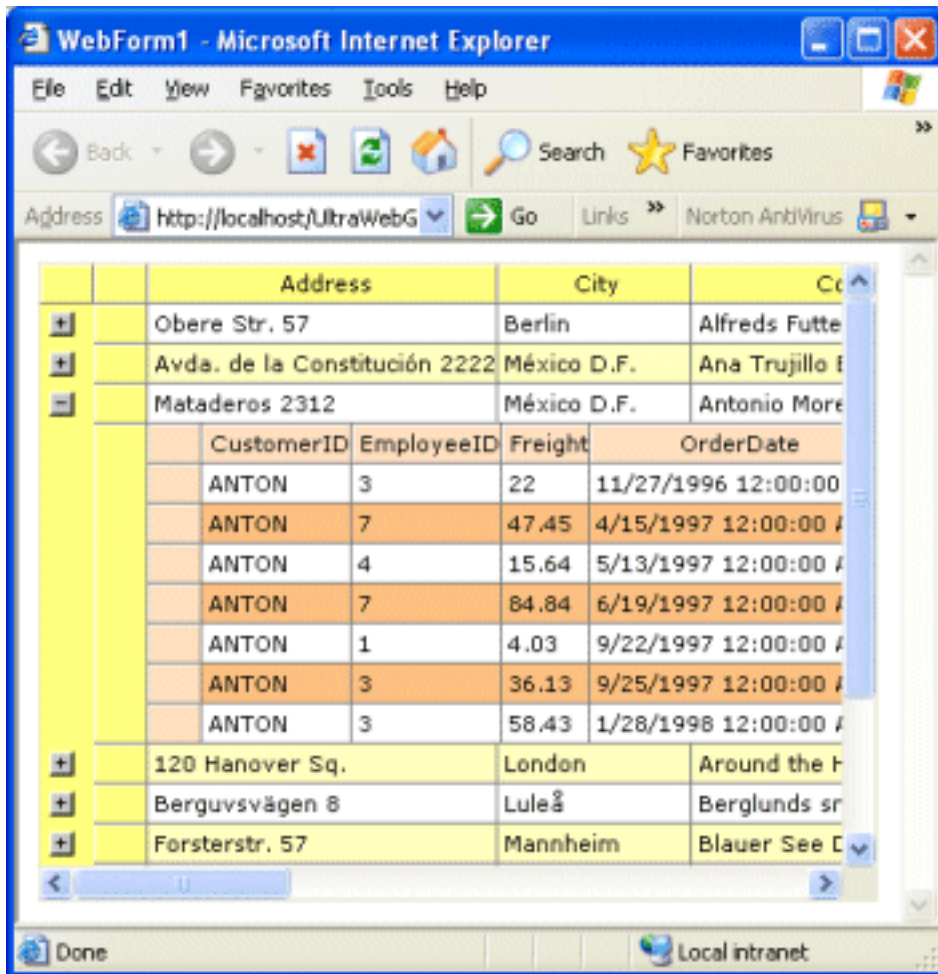 WebForm1 - Microsoft Internet Explorer
File Edit View Favorites Tools Help
Back Search Favorites
Address http://localhost/UltraWebG Go Links Norton AntiVirus
Address City Co
Obere Str. 57 Berlin Alfreds Futte
Avda. de la Constitución 2222 México D.F. Ana Trujillo
Mataderos 2312 México D.F. Antonio More
CustomerID EmployeeID Freight OrderDate
ANTON 3 22 11/27/1996 12:00:00
ANTON 7 47.45 4/15/1997 12:00:00 A
ANTON 4 15.64 5/13/1997 12:00:00 A
ANTON 7 84.84 6/19/1997 12:00:00 A
ANTON 1 4.03 9/22/1997 12:00:00 A
ANTON 3 36.13 9/25/1997 12:00:00 A
ANTON 3 58.43 1/28/1998 12:00:00 A
120 Hanover Sq. London Around the H
Berguvsvägen 8 Luleå Berglunds sn
Forsterstr. 57 Mannheim Blauer See D
Done Local intranet